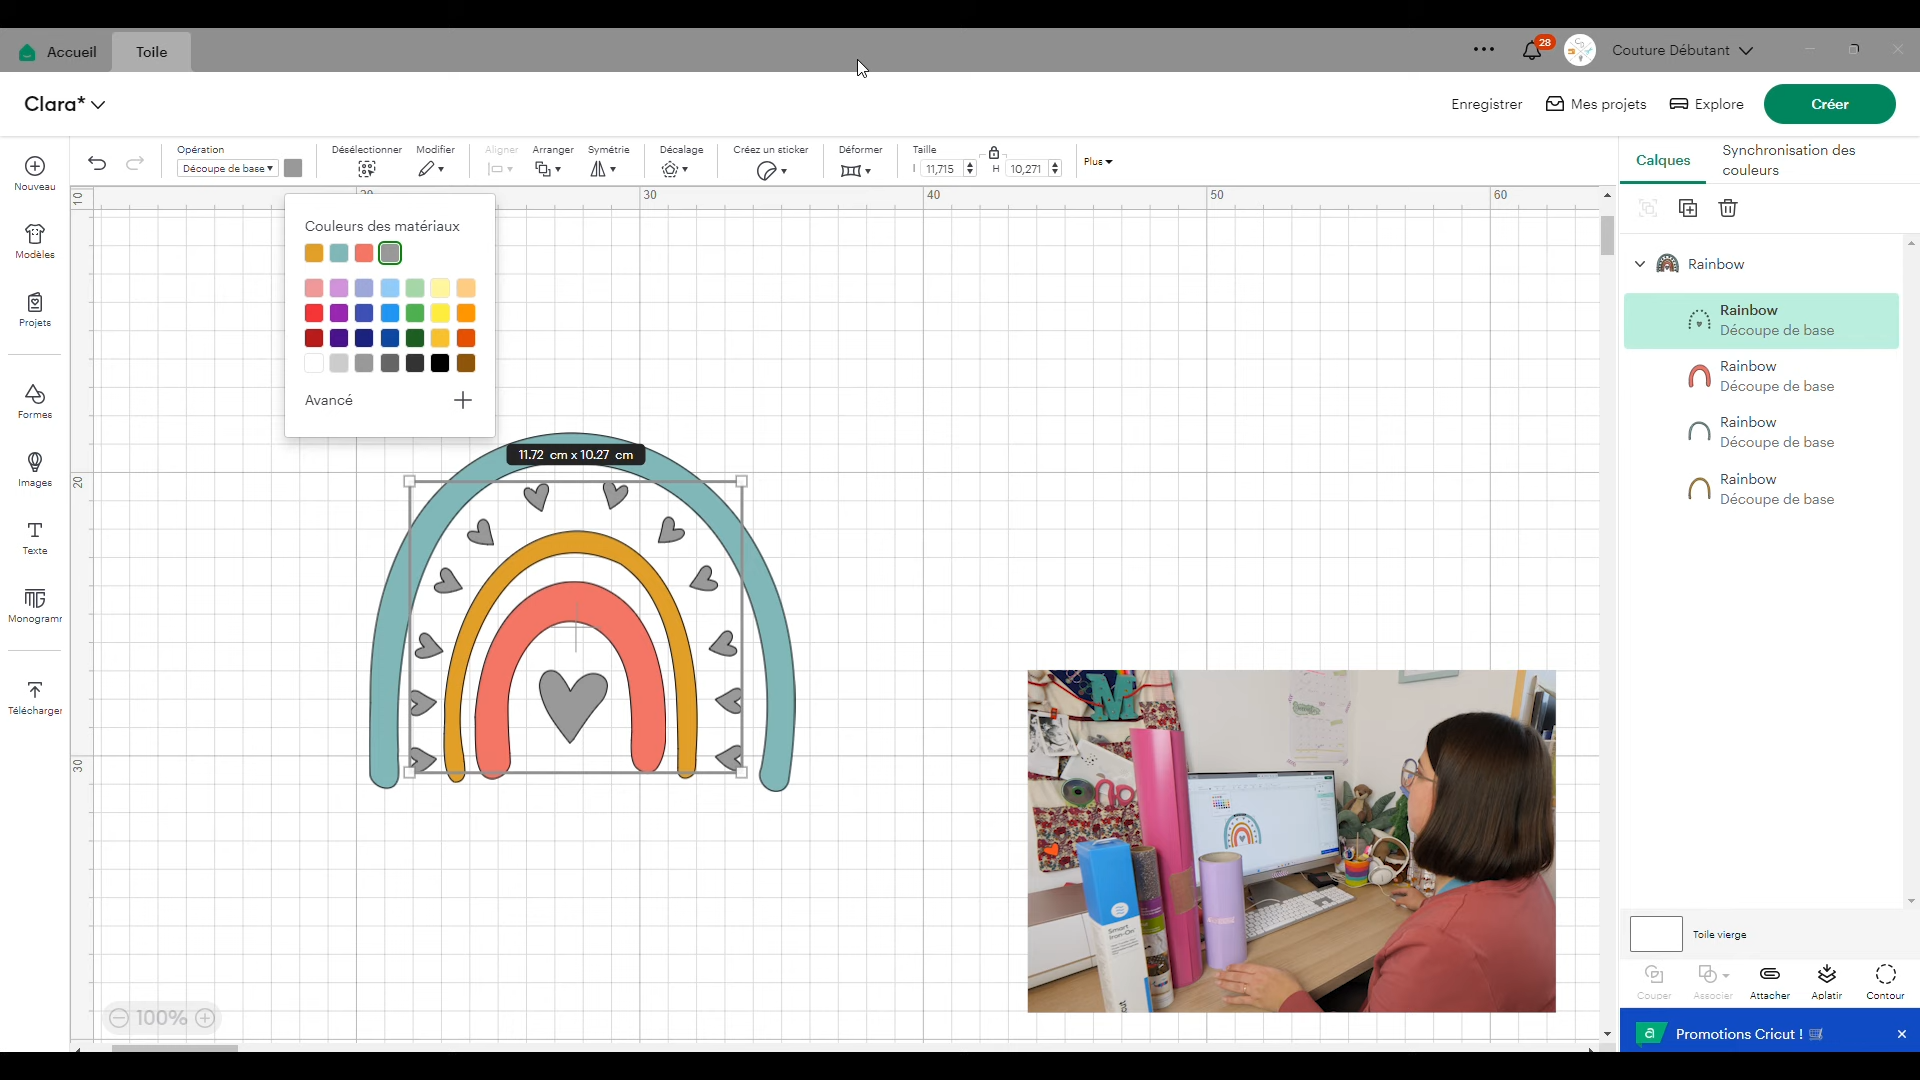 Accueil
Toile
28
Couture Débutant
Clara*
Enregistrer
Mes projets
Explore
Créer
Nouveau
Modèles
Projets
Formes
Images
Texte
Monogramr
Télécharger
Opération
Découpe de base
Désélectionner
Modifier
Aligner
Arranger
Symétrie
Décalage
Créez un sticker
Déformer
Taille
l 11,715
H 10,271
Plus
10
20
30
40
50
60
20
30
Couleurs des matériaux
Avancé
11.72 cm x 10.27 cm
100%
Calques
Synchronisation des
couleurs
Rainbow
Rainbow
Découpe de base
Rainbow
Découpe de base
Rainbow
Découpe de base
Rainbow
Découpe de base
Toile vierge
Couper
Associer
Attacher
Aplatir
Contour
a
Promotions Cricut !
M
Smart
Iron-On